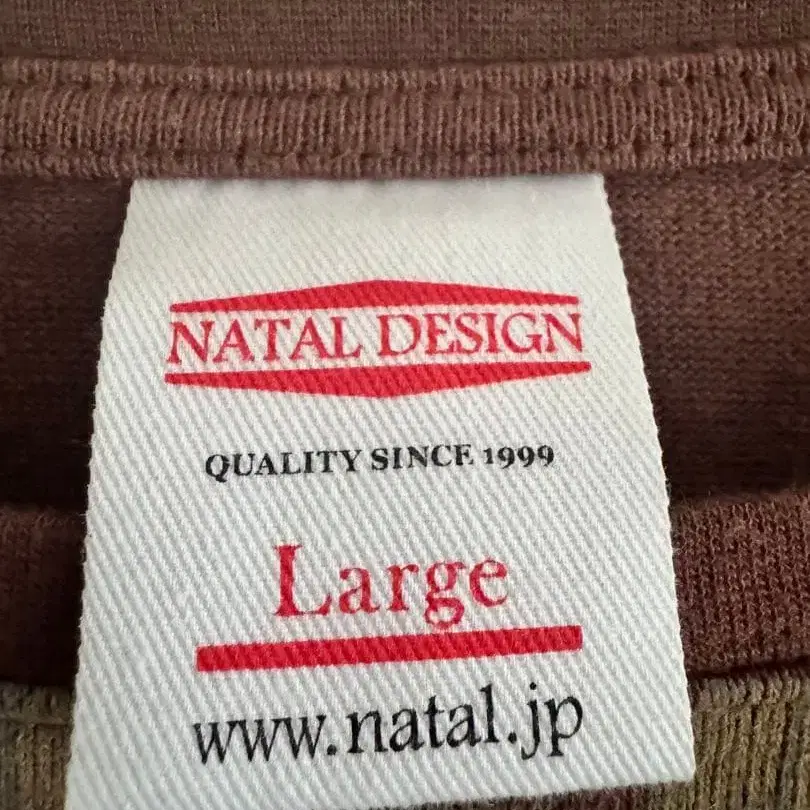 NATAL DESIGN
QUALITY SINCE 1999
Large
www.natal.jp